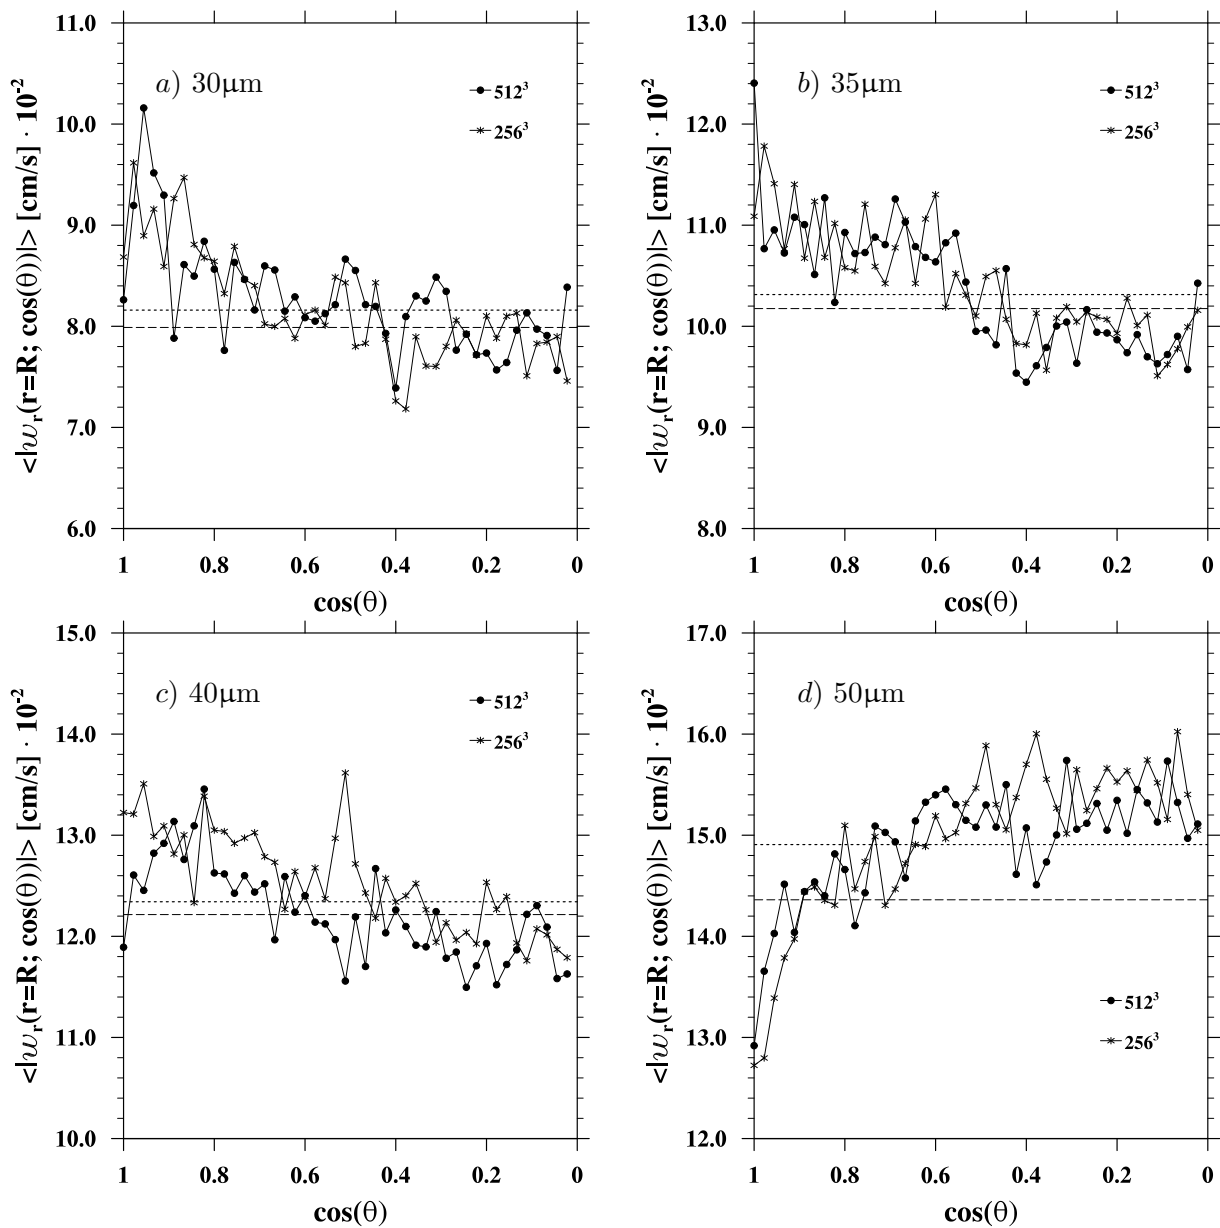 a) 30μm
512³
256³
11.0
10.0
9.0
8.0
7.0
6.0
1 0.8 0.6 0.4 0.2 0
cos(θ)
<|w_r(r=R; cos(θ))|> [cm/s] · 10⁻²
b) 35μm
512³
256³
13.0
12.0
11.0
10.0
9.0
8.0
1 0.8 0.6 0.4 0.2 0
cos(θ)
<|w_r(r=R; cos(θ))|> [cm/s] · 10⁻²
c) 40μm
512³
256³
15.0
14.0
13.0
12.0
11.0
10.0
1 0.8 0.6 0.4 0.2 0
cos(θ)
<|w_r(r=R; cos(θ))|> [cm/s] · 10⁻²
d) 50μm
512³
256³
17.0
16.0
15.0
14.0
13.0
12.0
1 0.8 0.6 0.4 0.2 0
cos(θ)
<|w_r(r=R; cos(θ))|> [cm/s] · 10⁻²